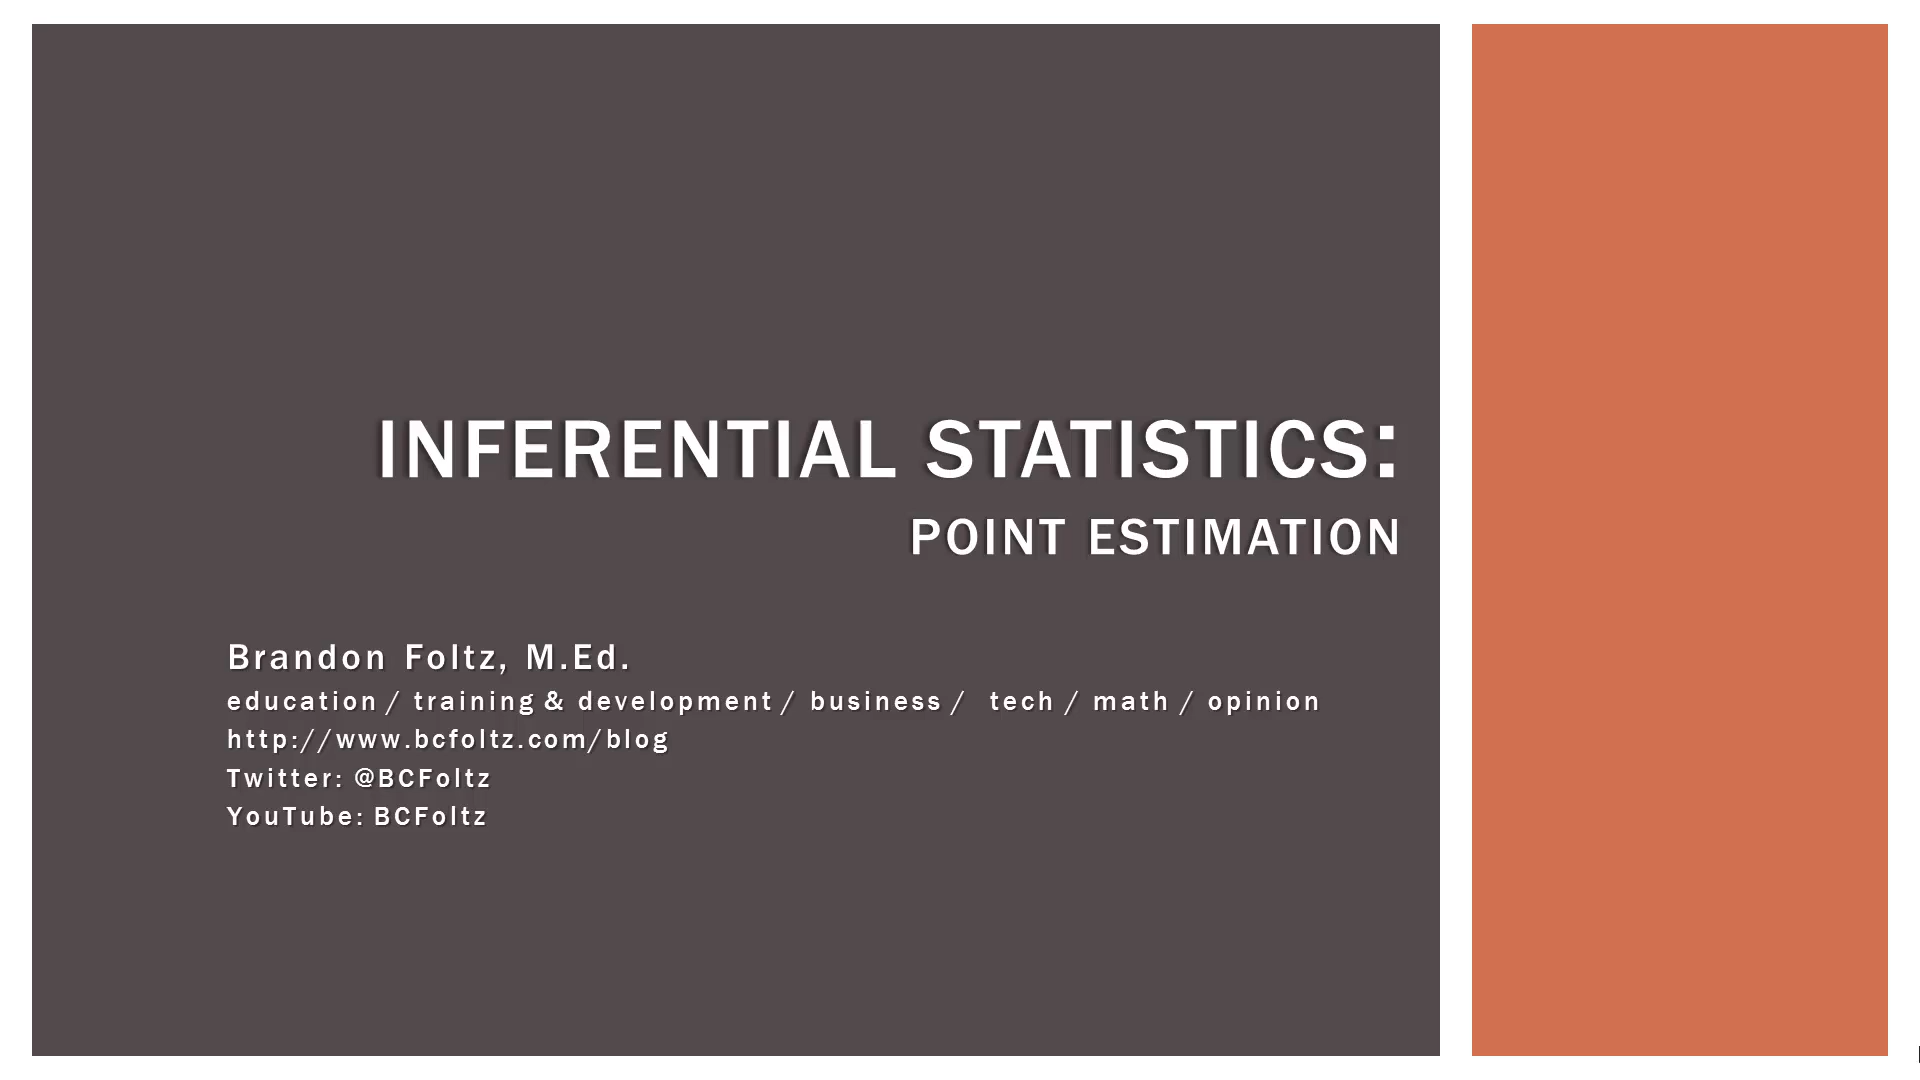 INFERENTIAL STATISTICS:
POINT ESTIMATION
Brandon Foltz, M.Ed.
education / training & development / business /  tech / math / opinion
http://www.bcfoltz.com/blog
Twitter: @BCFoltz
YouTube: BCFoltz